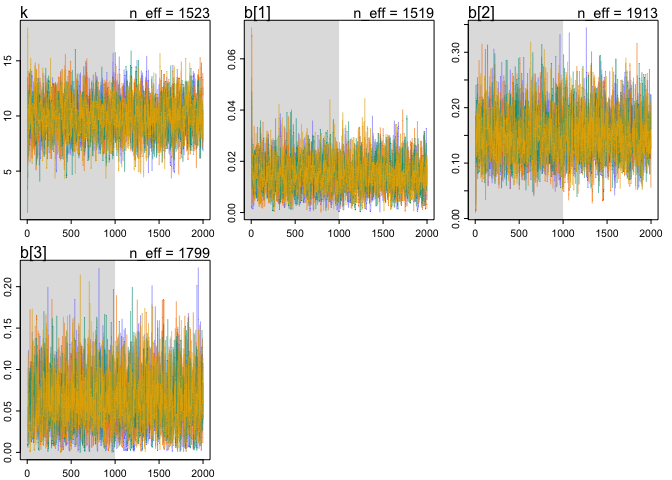 k n_eff = 1523
5 10 15
0 500 1000 1500 2000
b[1] n_eff = 1519
0.00 0.02 0.04 0.06
0 500 1000 1500 2000
b[2] n_eff = 1913
0.00 0.10 0.20 0.30
0 500 1000 1500 2000
b[3] n_eff = 1799
0.00 0.05 0.10 0.15 0.20
0 500 1000 1500 2000